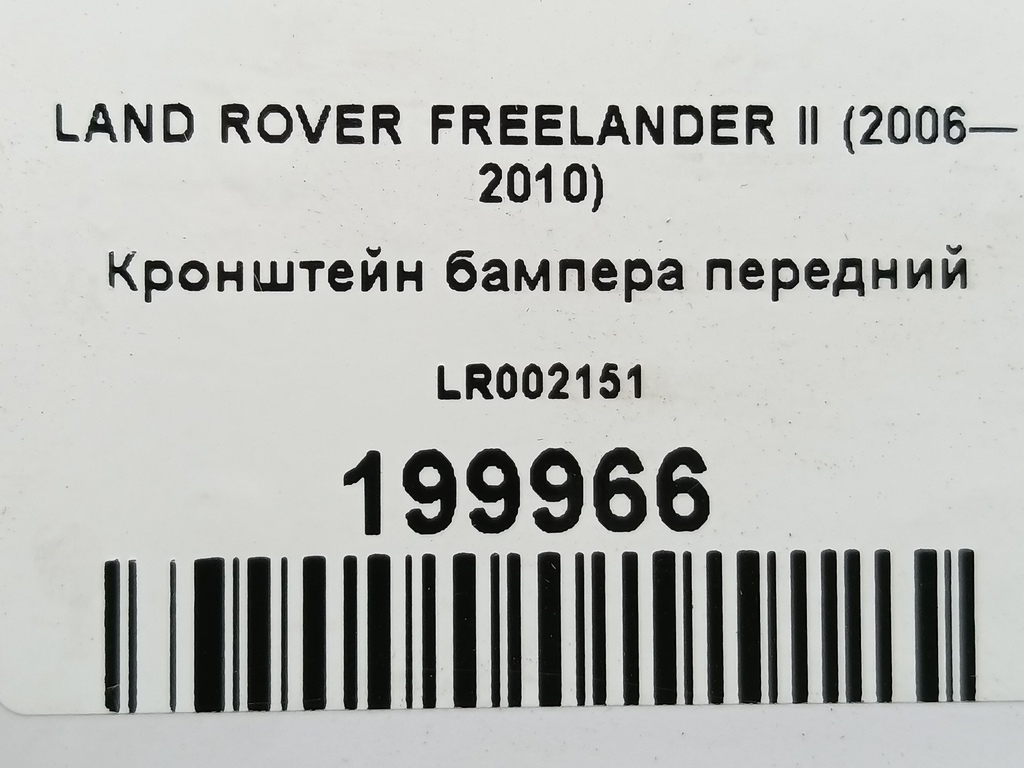 LAND ROVER FREELANDER II (2006—
2010)
Кронштейн бампера передний
LR002151
199966